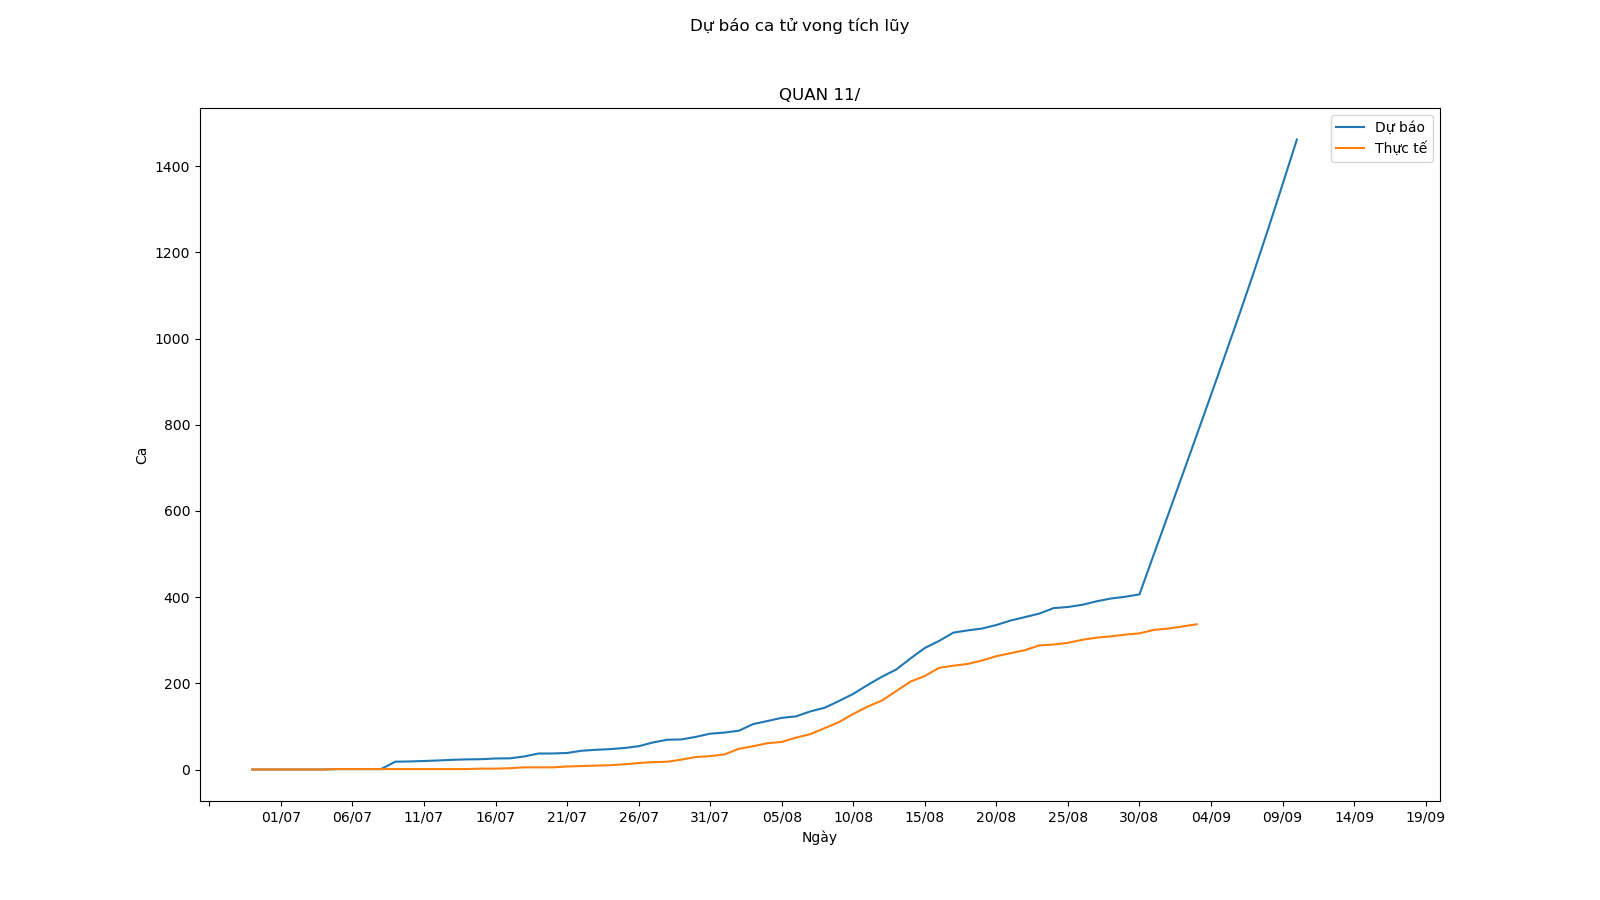 Dự báo ca tử vong tích lũy
QUAN 11/
Dự báo
Thực tế
1400
1200
1000
800
600
400
200
0
Ca
01/07 06/07 11/07 16/07 21/07 26/07 31/07 05/08 10/08 15/08 20/08 25/08 30/08 04/09 09/09 14/09 19/09
Ngày